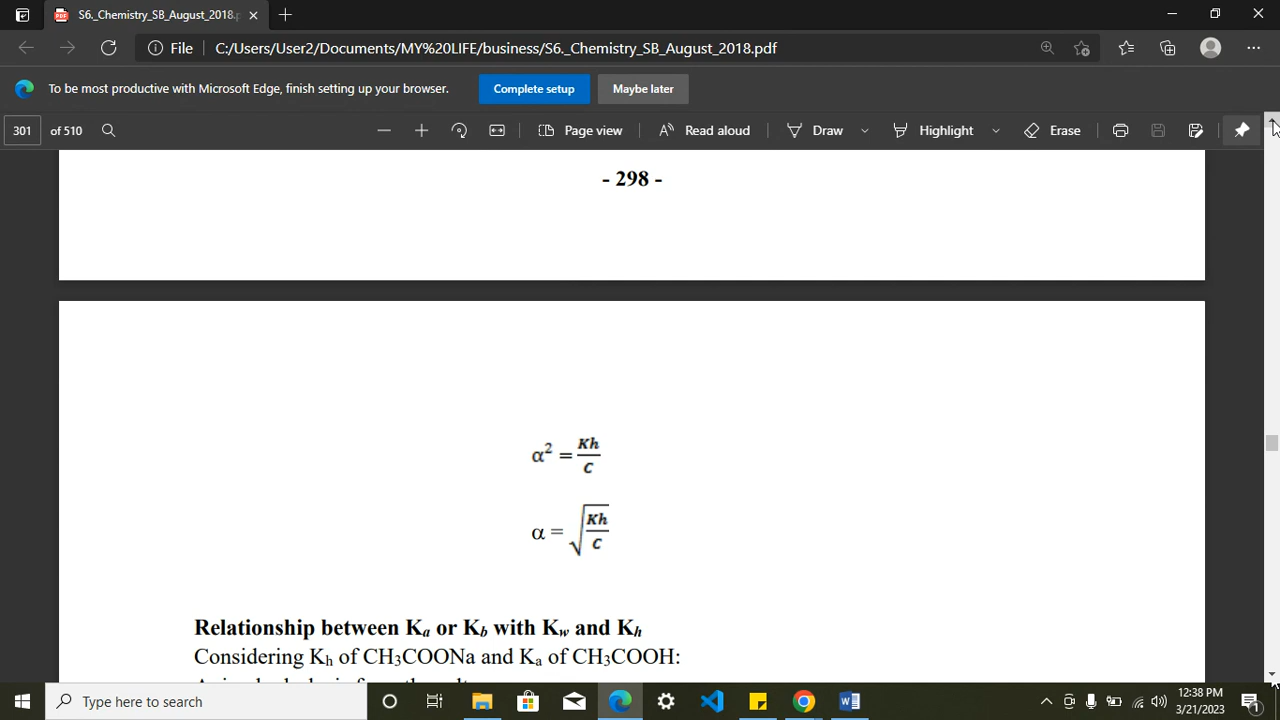 S6._Chemistry_SB_August_2018.p
File C:/Users/User2/Documents/MY%20LIFE/business/S6._Chemistry_SB_August_2018.pdf
To be most productive with Microsoft Edge, finish setting up your browser. Complete setup Maybe later
301 of 510 Page view Read aloud Draw Highlight Erase
- 298 -
α² = Kh/C
α = √(Kh/C)
Relationship between Kₐ or K_b with K_w and K_h
Considering Kₕ of CH₃COONa and Kₐ of CH₃COOH:
Type here to search
12:38 PM
3/21/2023
1